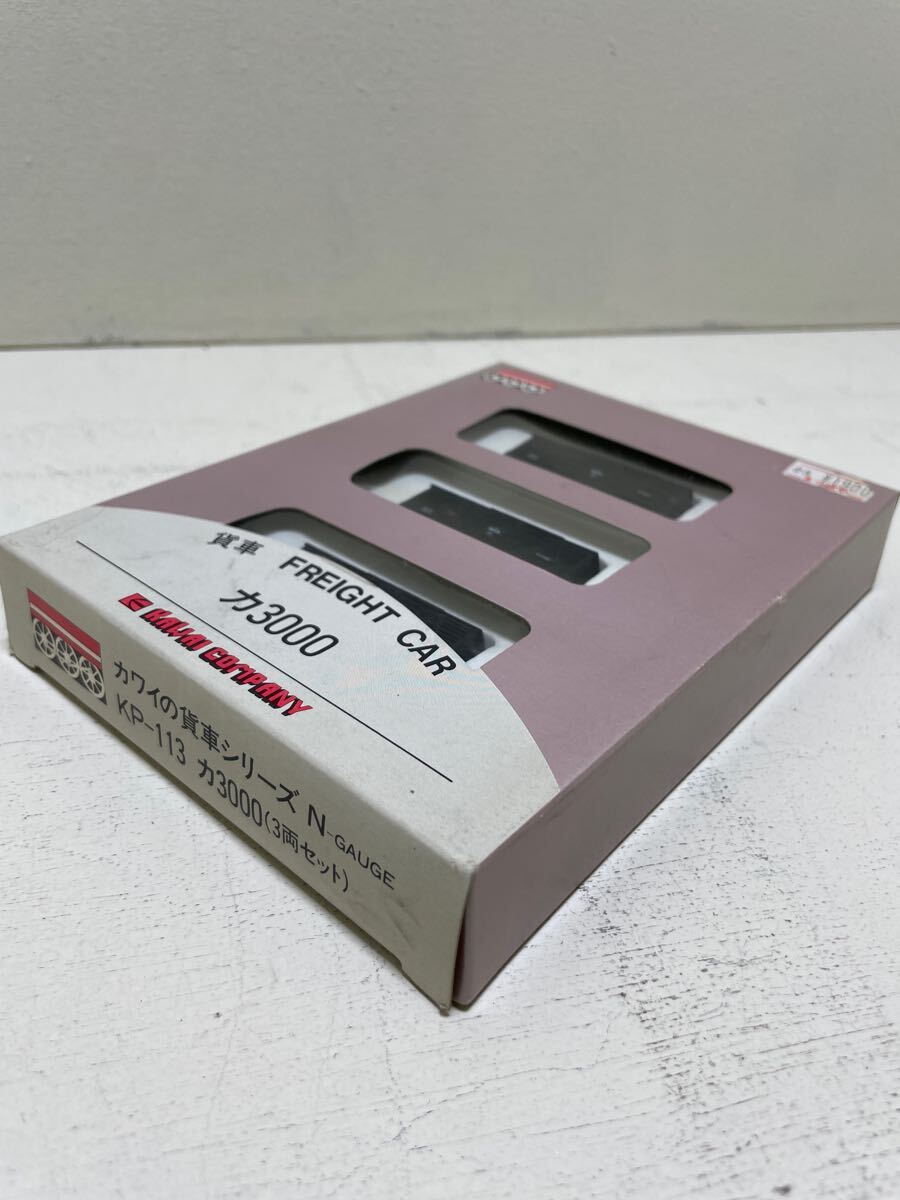 貨車 FREIGHT CAR
カ3000
KAWAI COMPANY
カワイの貨車シリーズ N-GAUGE
KP-113 カ3000(3両セット)